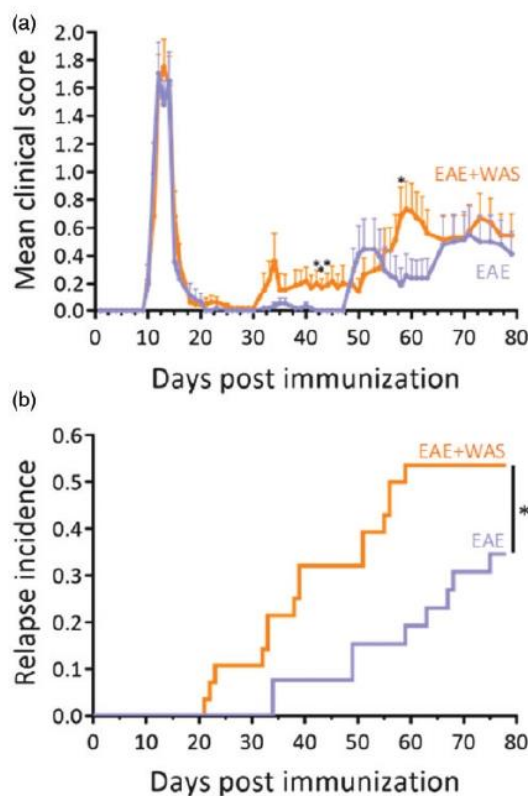 (a)
Mean clinical score
2.0
1.8
1.6
1.4
1.2
1.0
0.8
0.6
0.4
0.2
0.0
*
EAE+WAS
* *
*
EAE
0 10 20 30 40 50 60 70 80
Days post immunization
(b)
Relapse incidence
0.6
0.5
0.4
0.3
0.2
0.1
0.0
EAE+WAS
*
EAE
0 10 20 30 40 50 60 70 80
Days post immunization